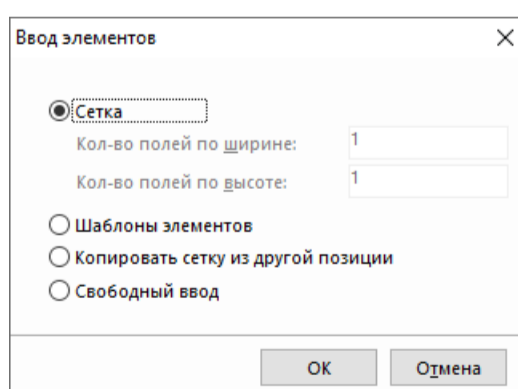 Ввод элементов
Сетка
Кол-во полей по ширине: 1
Кол-во полей по высоте: 1
Шаблоны элементов
Копировать сетку из другой позиции
Свободный ввод
ОК Отмена